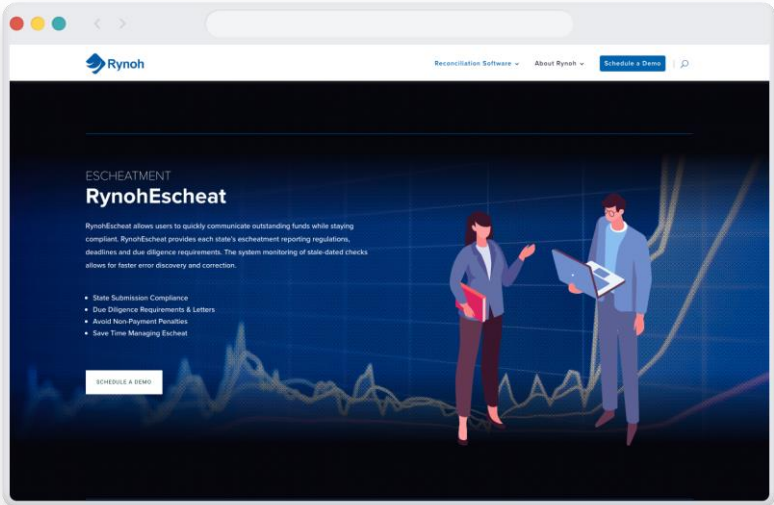 Rynoh
Reconciliation Software
About Rynoh
Schedule a Demo
ESCHEATMENT
RynohEscheat
RynohEscheat allows users to quickly communicate outstanding funds while staying
compliant. RynohEscheat provides each state's escheatment reporting regulations,
deadlines and due diligence requirements. The system monitoring of stale-dated checks
allows for faster error discovery and correction.
• State Submission Compliance
• Due Diligence Requirements & Letters
• Avoid Non-Payment Penalties
• Save Time Managing Escheat
SCHEDULE A DEMO